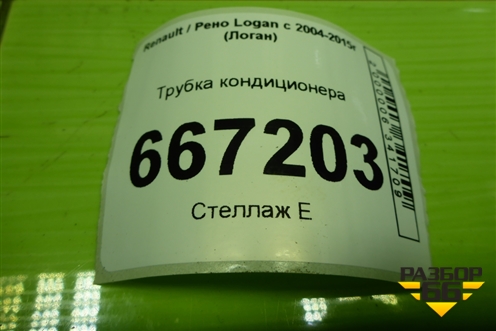 Renault / Рено Logan с 2004-2015г
(Логан)
Трубка кондиционера
667203
Стеллаж Е
РАЗБОР
66